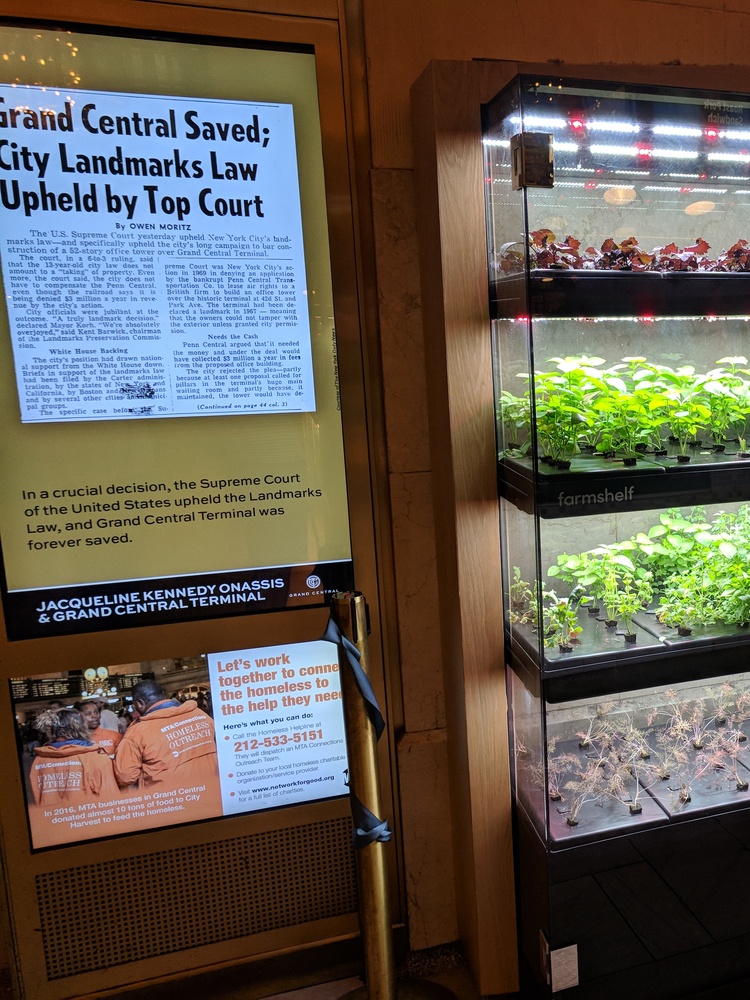 Grand Central Saved;
City Landmarks Law
Upheld by Top Court
By OWEN MORITZ
The U.S. Supreme Court yesterday upheld New York City's land-
marks law—and specifically upheld the city's long campaign to bar con-
struction of a 52-story office tower over Grand Central Terminal.
The court, in a 6-to-3 ruling, said
that the 13-year-old city law does not
amount to a "taking" of property. Even
more, the court said, the city does not
have to compensate the Penn Central,
even though the railroad says it is
being denied $3 million a year in reve-
nue by the city's action.
City officials were jubilant at the
outcome. "A truly landmark decision,"
declared Mayor Koch. "We're absolutely
overjoyed," said Kent Barwick, chairman
of the Landmarks Preservation Commis-
sion.
White House Backing
The city's position had drawn nation-
al support from the White House down.
Briefs in support of the landmarks law
had been filed by the Carter adminis-
tration, by the states of New York and
California, by Boston and
and by several other cities
pal groups.
The specific case before the Su-
preme Court was New York City's ac-
tion in 1969 in denying an application
by the bankrupt Penn Central Trans-
sportation Co. to lease air rights to a
British firm to build an office tower
over the historic terminal at 42d St. and
Park Ave. The terminal had been de-
clared a landmark in 1967 — meaning
that the owners could not tamper with
the exterior unless granted city permis-
sion.
Needs the Cash
Penn Central argued that it needed
the money and under the deal would
have collected $3 million a year in fees
from the proposed office building.
The city rejected the plea—partly
because at least one proposal called for
pillars in the terminal's huge main
waiting room and partly because, it
maintained, the tower would have de-
(Continued on page 44 col. 3)
In a crucial decision, the Supreme Court
of the United States upheld the Landmarks
Law, and Grand Central Terminal was
forever saved.
JACQUELINE KENNEDY ONASSIS
& GRAND CENTRAL TERMINAL
GRAND CENTRAL
Let's work
together to conne
the homeless to
the help they nee
Here's what you can do:
• Call the Homeless Helpline at
212-533-5151
They will dispatch an MTA Connections
Outreach Team.
• Donate to your local homeless charitable
organization/service provider.
• Visit www.networkforgood.org
for a full list of charities.
MTA Connections
HOMELESS
OUTREACH
MTA Connections
HOMELESS
OUTREACH
In 2016, MTA businesses in Grand Central
donated almost 10 tons of food to City
Harvest to feed the homeless.
farmshelf
Roast Pork
Sandwich